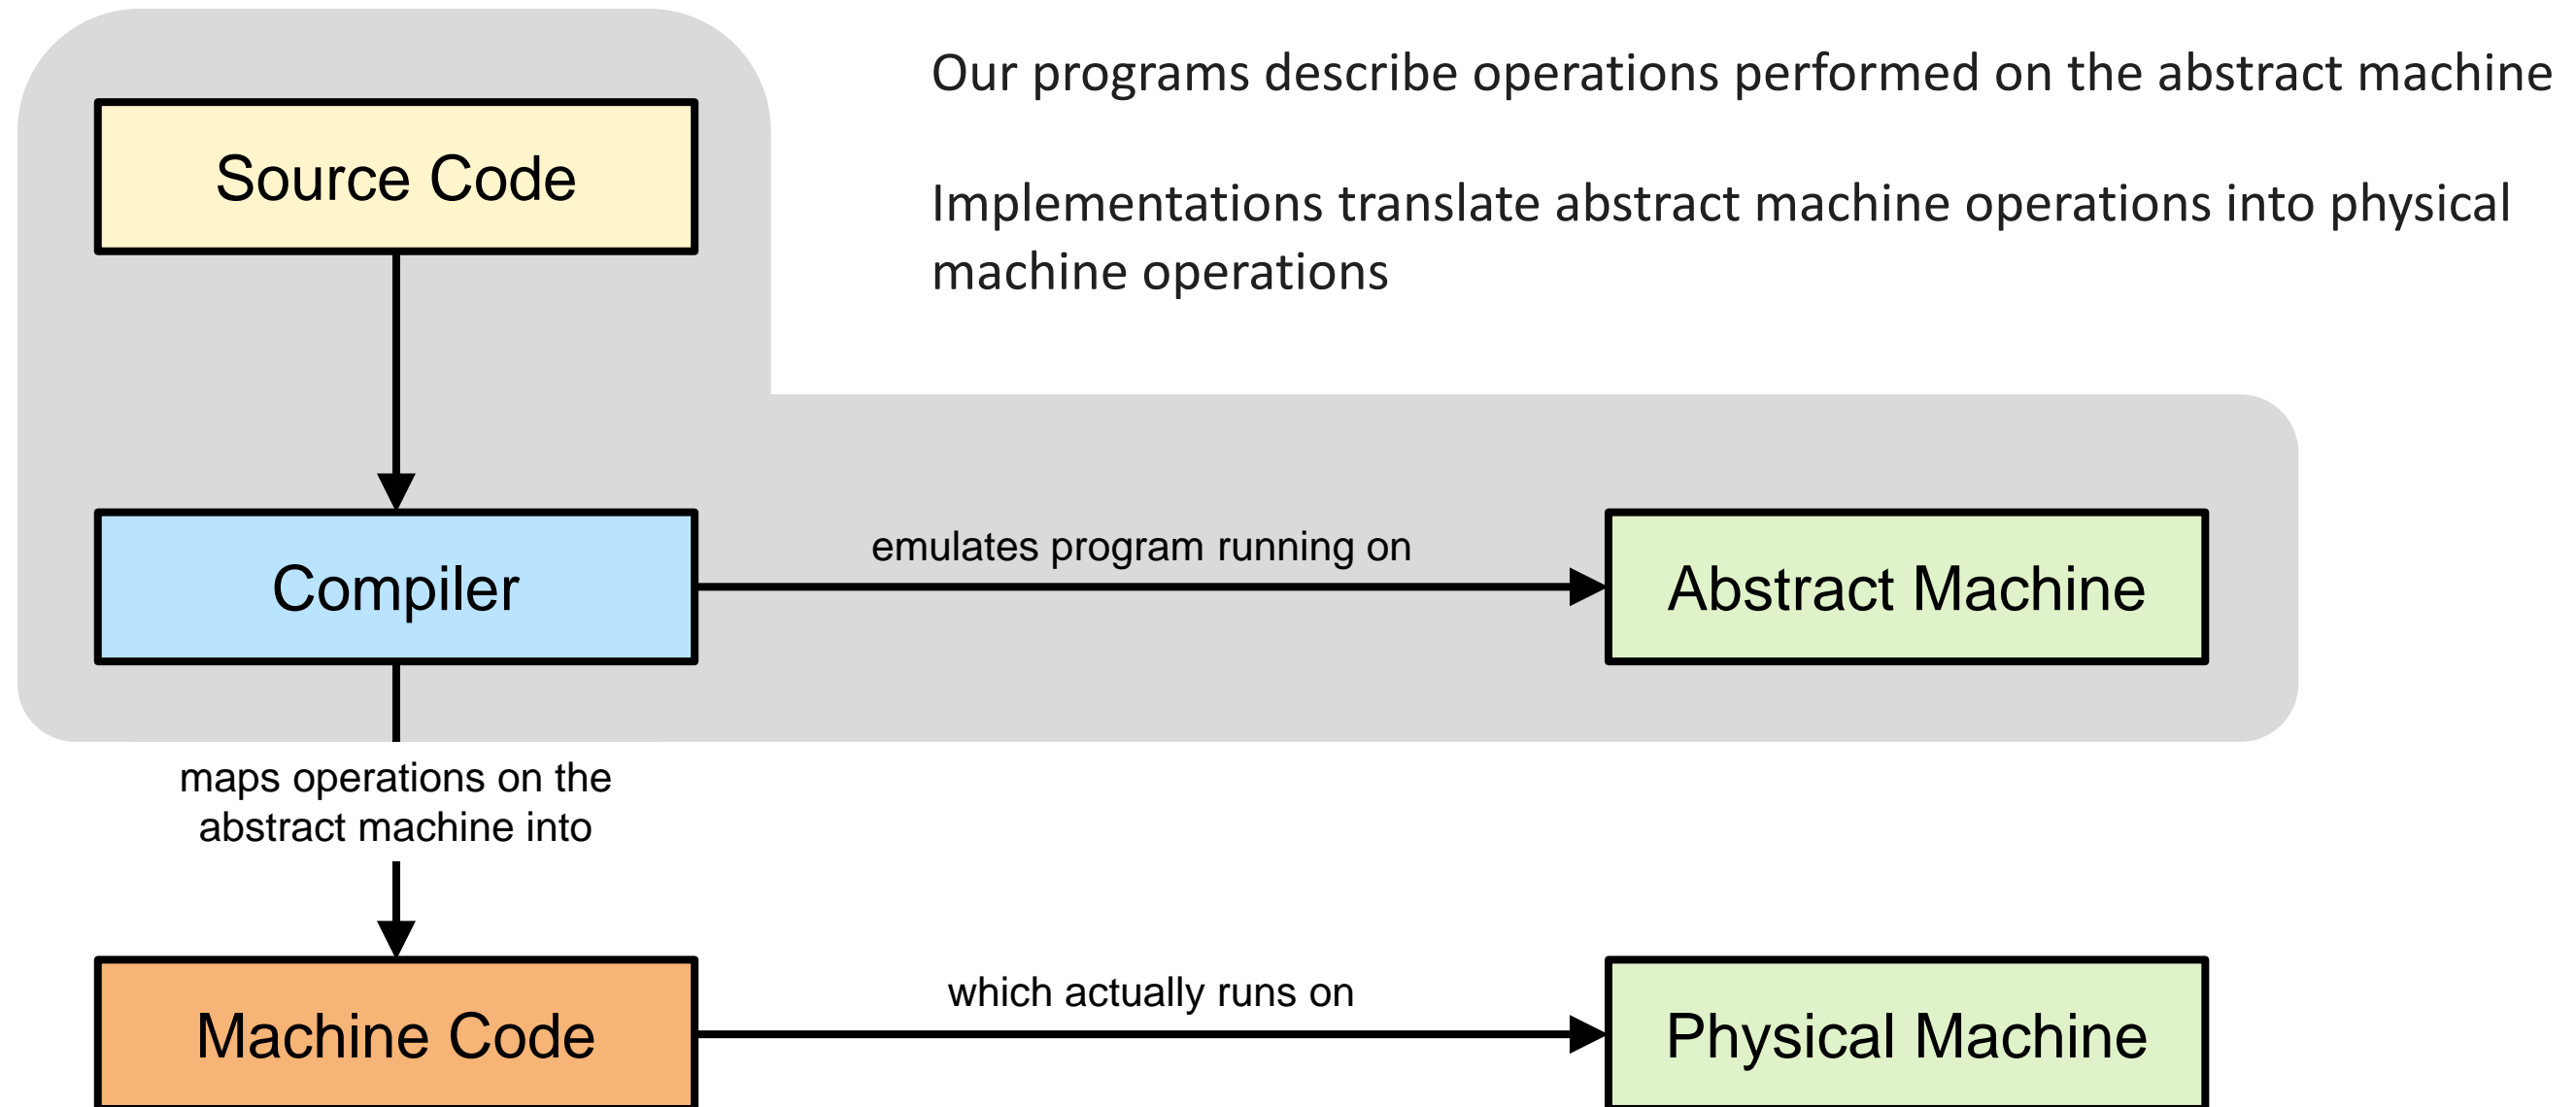 Our programs describe operations performed on the abstract machine
Implementations translate abstract machine operations into physical
machine operations
Source Code
Compiler
emulates program running on
Abstract Machine
maps operations on the
abstract machine into
Machine Code
which actually runs on
Physical Machine